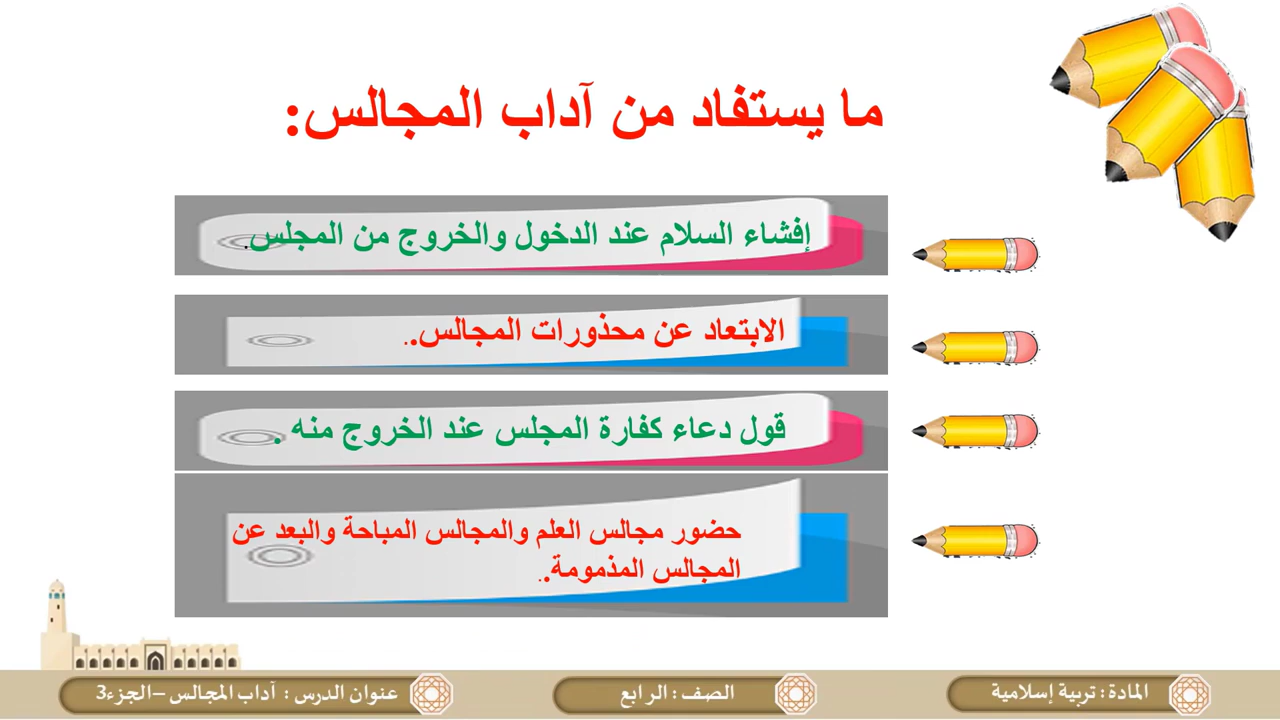 ما يستفاد من آداب المجالس:
إفشاء السلام عند الدخول والخروج من المجلس.
الابتعاد عن محذورات المجالس..
قول دعاء كفارة المجلس عند الخروج منه .
حضور مجالس العلم والمجالس المباحة والبعد عن
المجالس المذمومة..
المادة : تربية إسلامية
الصف : الرابع
عنوان الدرس : آداب المجالس –الجزء3